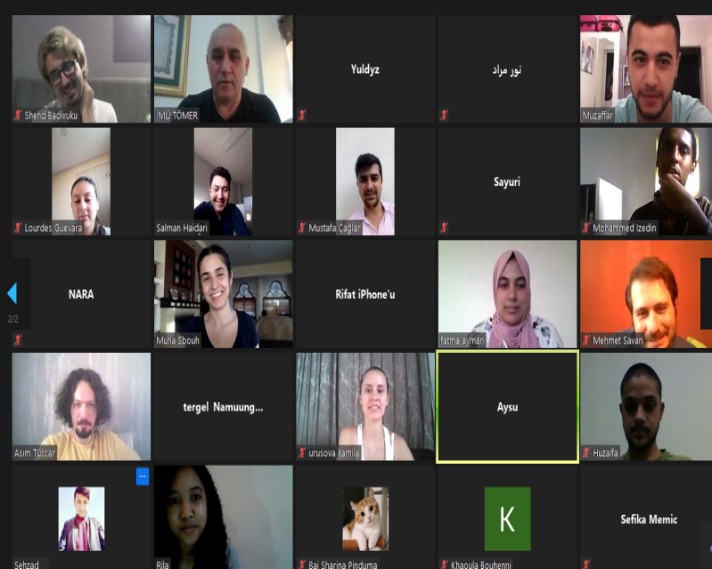 Shend Badivuku
İMÜ TÖMER
Yuldyz
نور مراد
Muzaffar
Lourdes Guevara
Salman Haidari
Mustafa Çağlar
Sayuri
Mohammed Izedin
NARA
2/2
Muna Sbouh
Rifat iPhone'u
fatma ayman
Mehmet Savan
Asım Tüccar
tergel Namuung...
urusova kamila
Aysu
Huzaifa
Sehzad
Rila
Bai Sharina Pinduma
K
Khaoula Bouhenni
Sefika Memic